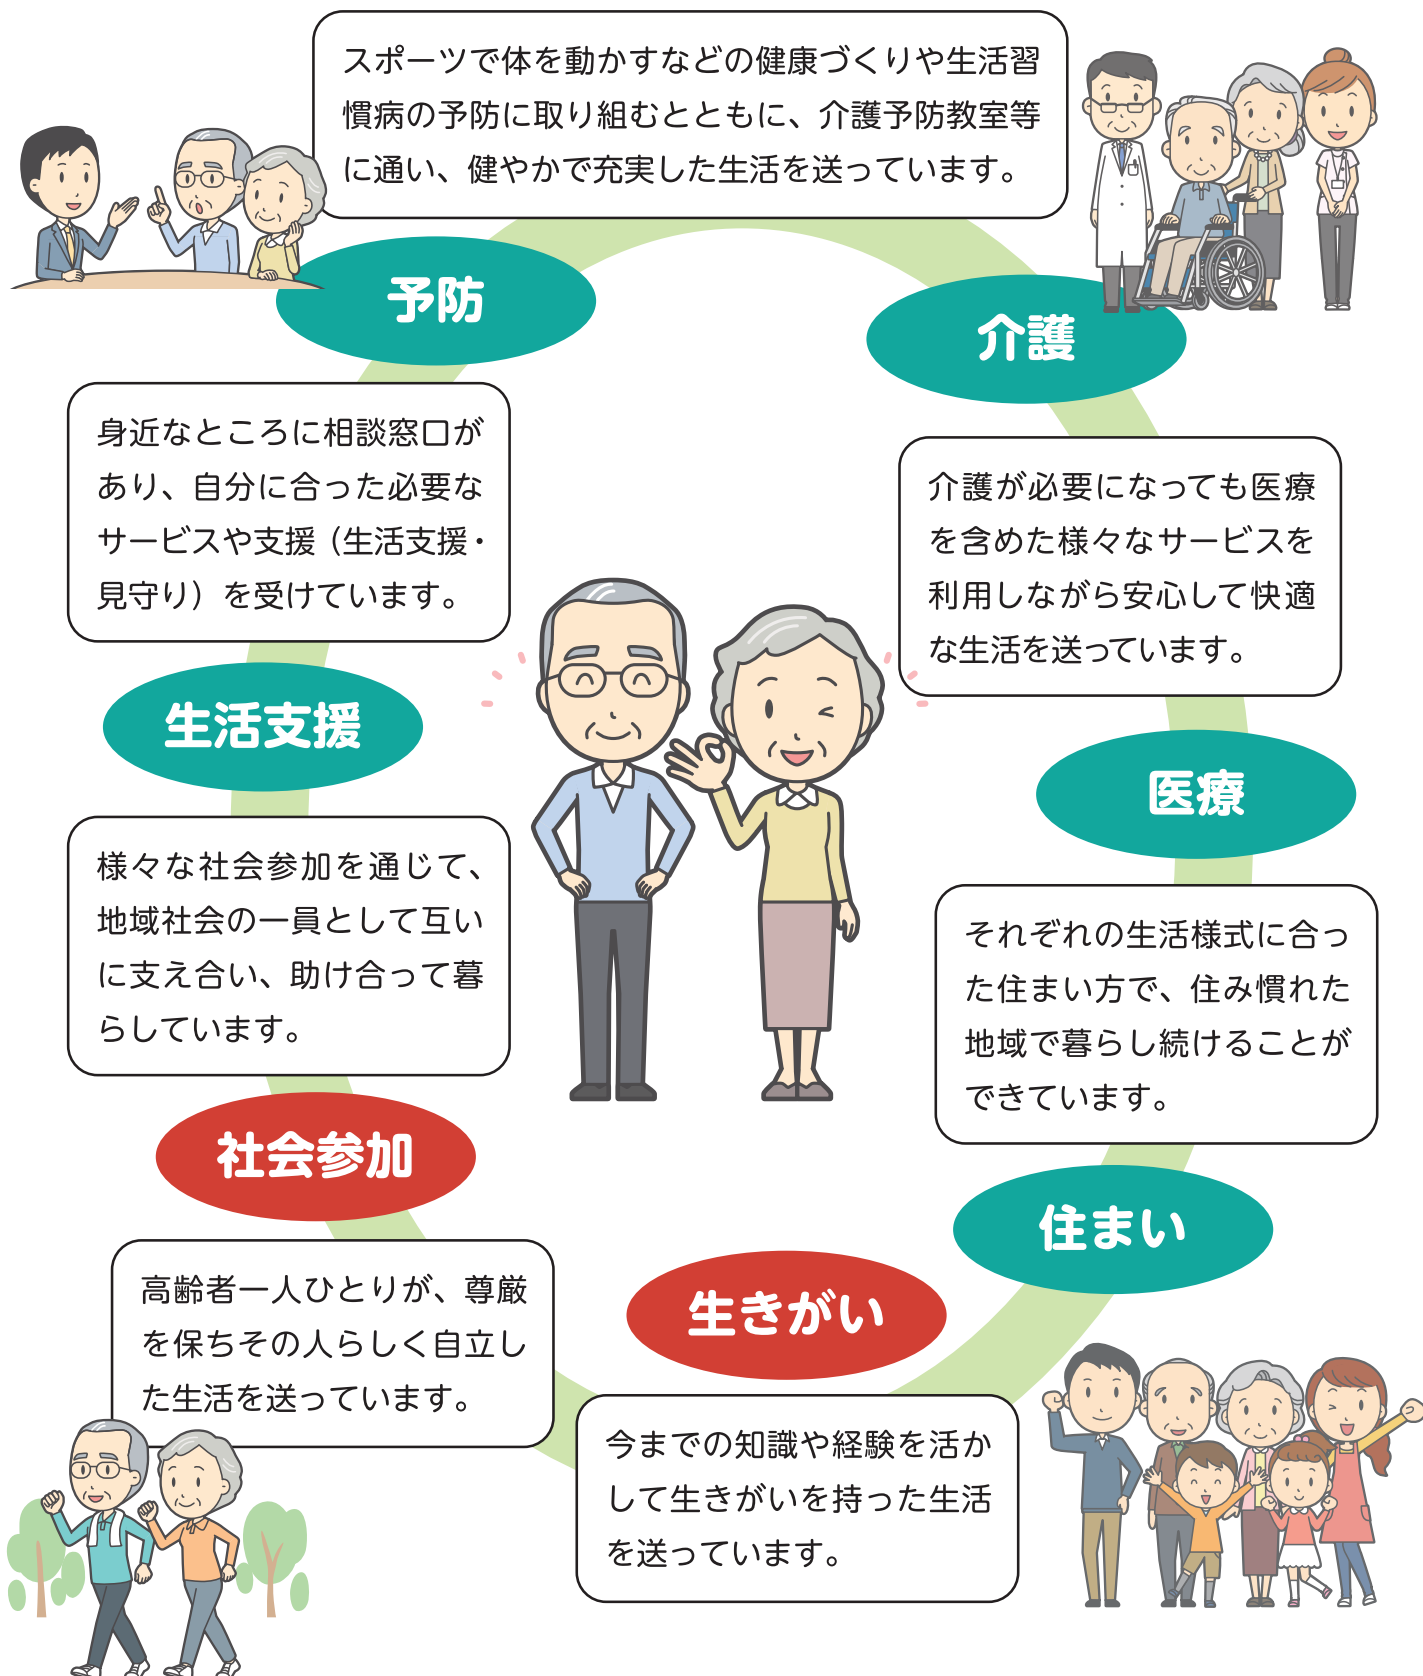 スポーツで体を動かすなどの健康づくりや生活習
慣病の予防に取り組むとともに、介護予防教室等
に通い、健やかで充実した生活を送っています。
予防
介護
身近なところに相談窓口が
あり、自分に合った必要な
サービスや支援（生活支援・
見守り）を受けています。
介護が必要になっても医療
を含めた様々なサービスを
利用しながら安心して快適
な生活を送っています。
生活支援
医療
様々な社会参加を通じて、
地域社会の一員として互い
に支え合い、助け合って暮
らしています。
それぞれの生活様式に合っ
た住まい方で、住み慣れた
地域で暮らし続けることが
できています。
社会参加
住まい
高齢者一人ひとりが、尊厳
を保ちその人らしく自立し
た生活を送っています。
生きがい
今までの知識や経験を活か
して生きがいを持った生活
を送っています。